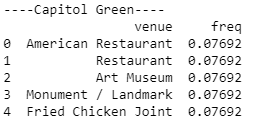 ----Capitol Green----
venue freq
0 American Restaurant 0.07692
1 Restaurant 0.07692
2 Art Museum 0.07692
3 Monument / Landmark 0.07692
4 Fried Chicken Joint 0.07692